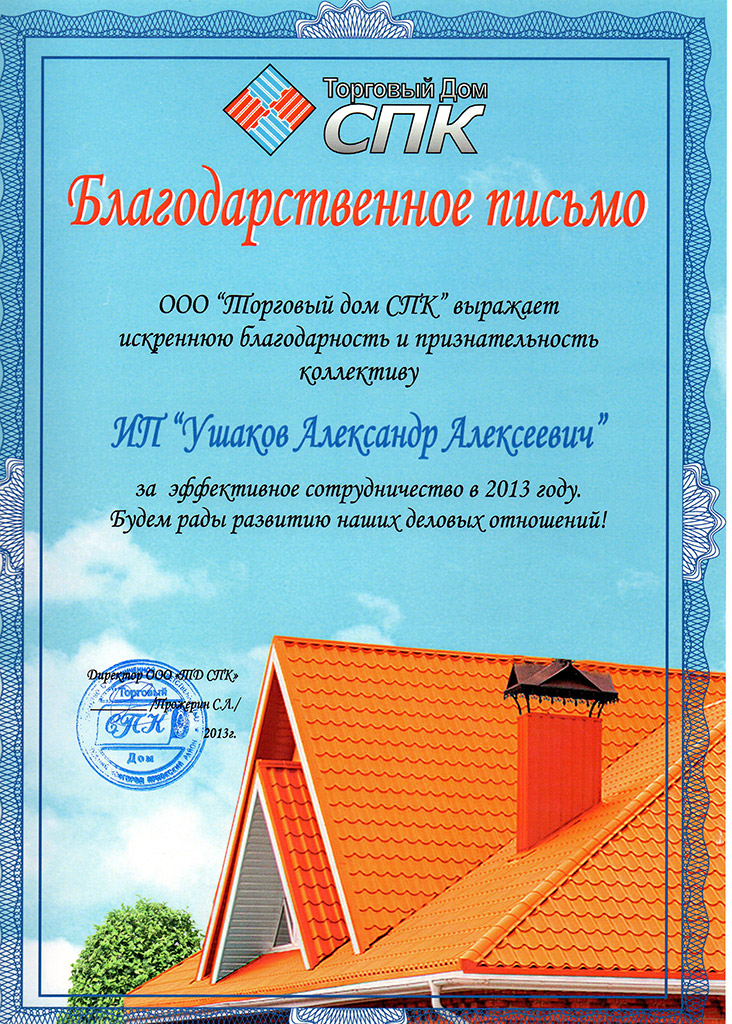 Торговый Дом
СПК
Благодарственное письмо
ООО “Торговый дом СПК” выражает
искреннюю благодарность и признательность
коллективу
ИП “Ушаков Александр Алексеевич”
за эффективное сотрудничество в 2013 году.
Будем рады развитию наших деловых отношений!
Директор ООО «ТД СПК»
/Прожерин С.Л./
2013г.
Торговый
СПК
Дом